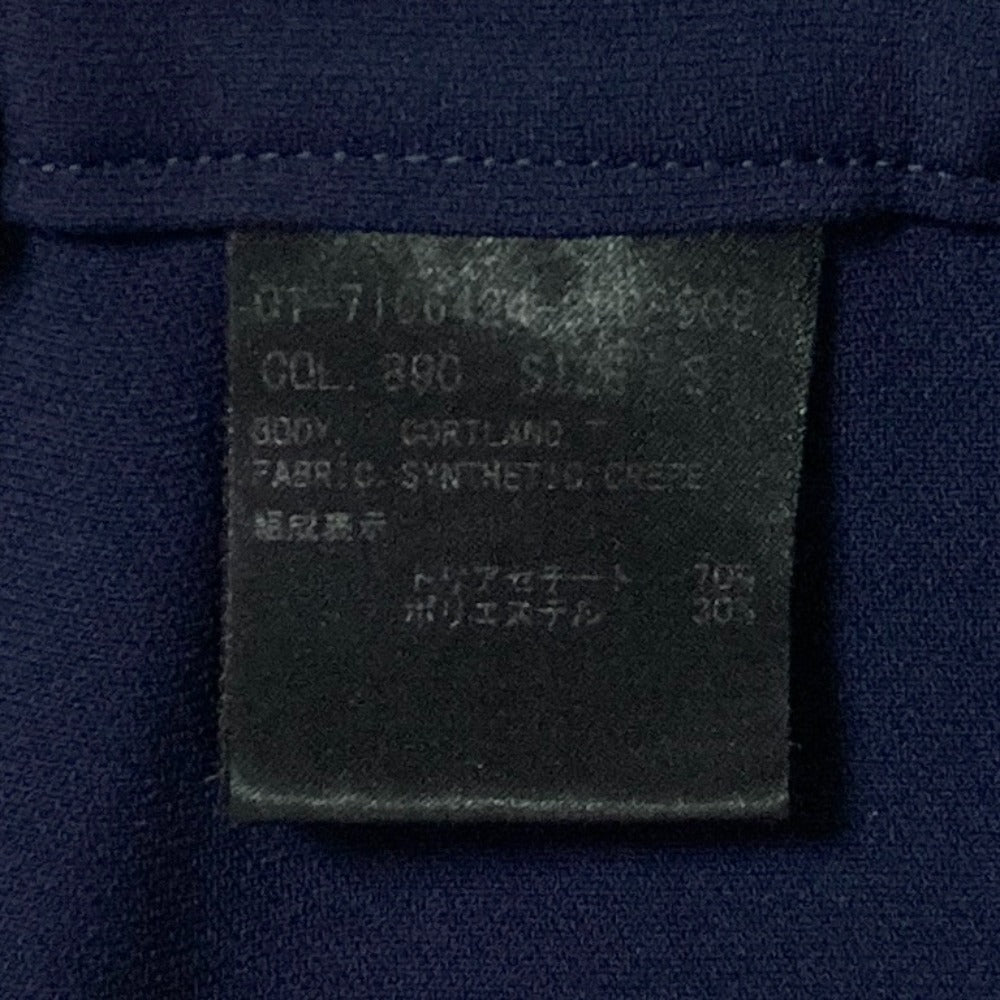 COL. 890 SIZE S
BODY. CORTLAND T
FABRIC. SYNTHETIC CREPE
組成表示
トリアセテート 70%
ポリエステル 30%